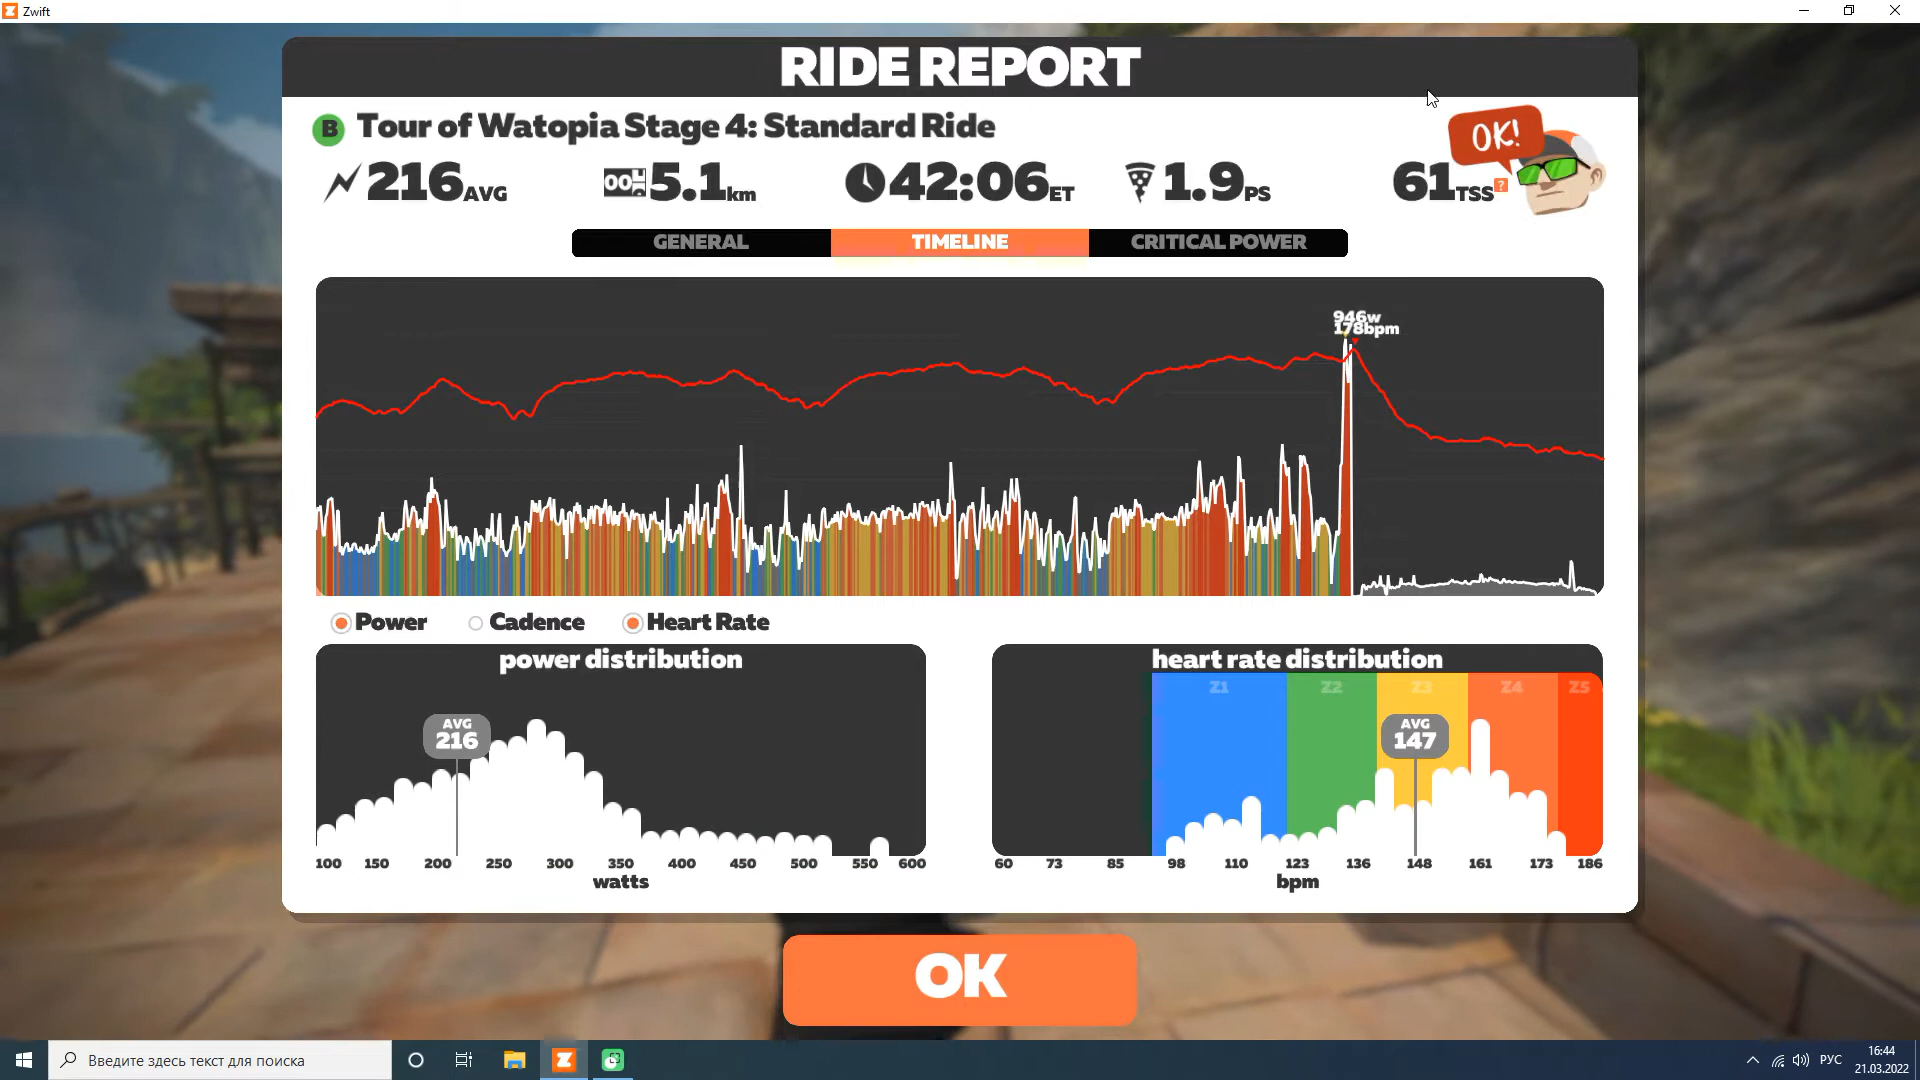 Zwift
RIDE REPORT
B Tour of Watopia Stage 4: Standard Ride
OK!
216AVG 5.1km 42:06ET 1.9PS 61TSS ?
GENERAL TIMELINE CRITICAL POWER
946w
178bpm
Power Cadence Heart Rate
power distribution
AVG
216
100 150 200 250 300 350 400 450 500 550 600
watts
heart rate distribution
Z1 Z2 Z3 Z4 Z5
AVG
147
60 73 85 98 110 123 136 148 161 173 186
bpm
OK
Введите здесь текст для поиска
РУС
16:44
21.03.2022